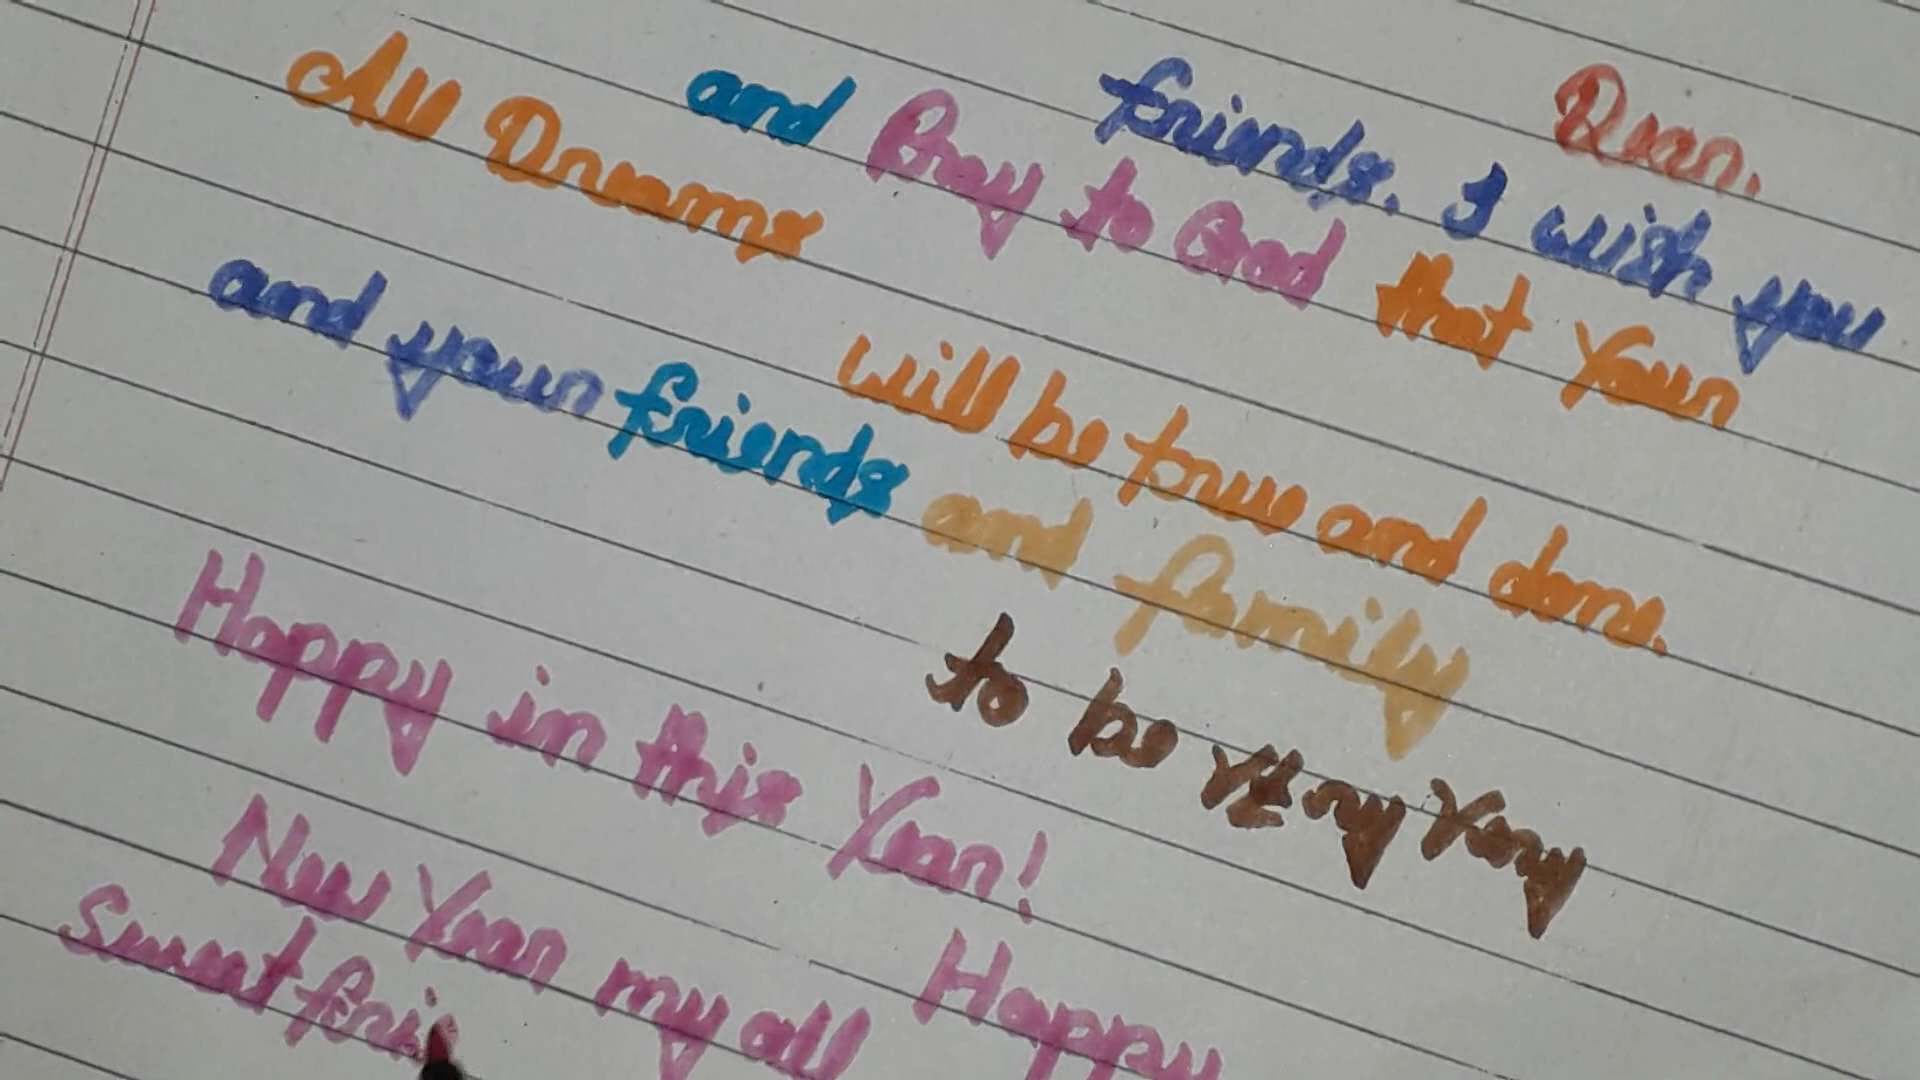 Dear,
friends. I wish you
and Pray to God that Your
All Dreams
will be true and done.
and your friends and family
to be very Very
Happy in this Year!
Happy
New Year my all
Sweet frie